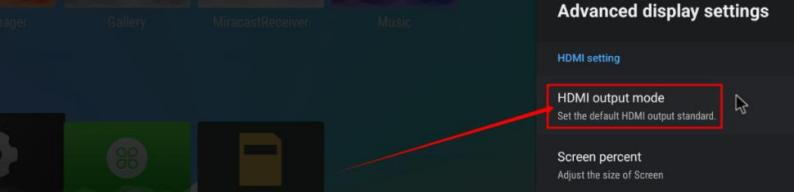 Advanced display settings
nager
Gallery
MiracastReceiver
Music
HDMI setting
HDMI output mode
Set the default HDMI output standard.
Screen percent
Adjust the size of Screen